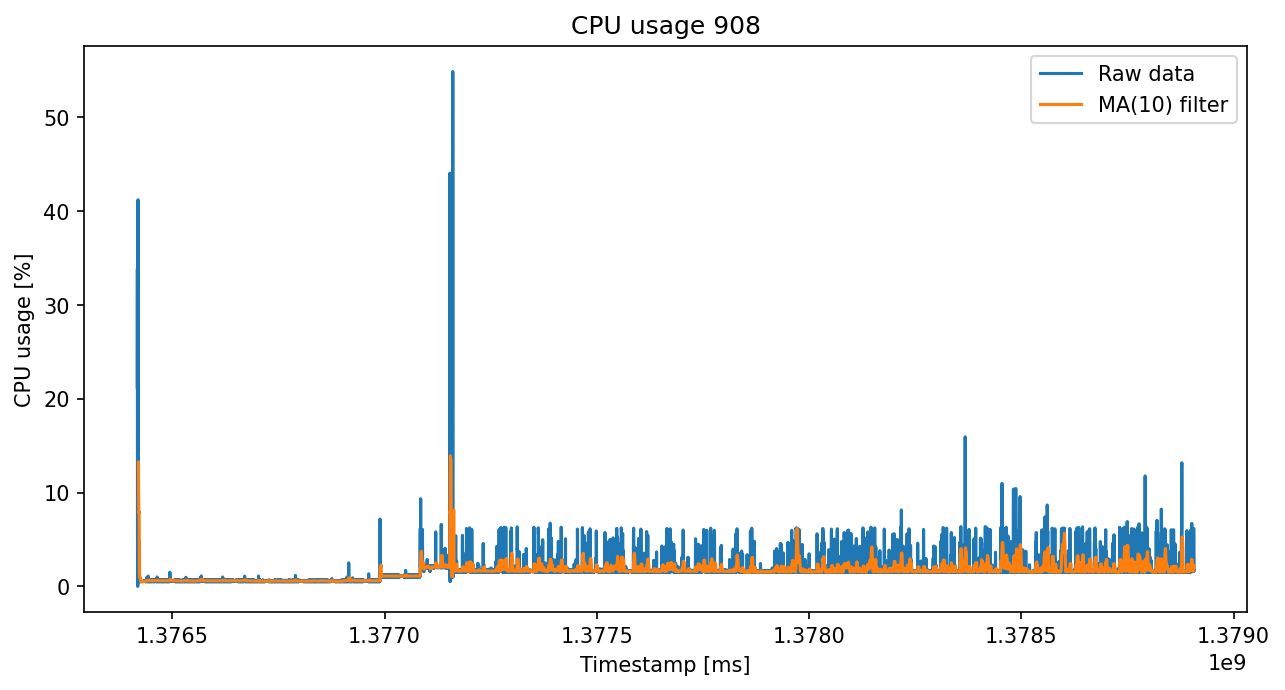 CPU usage 908
Raw data
MA(10) filter
CPU usage [%]
50
40
30
20
10
0
1.3765 1.3770 1.3775 1.3780 1.3785 1.3790
1e9
Timestamp [ms]